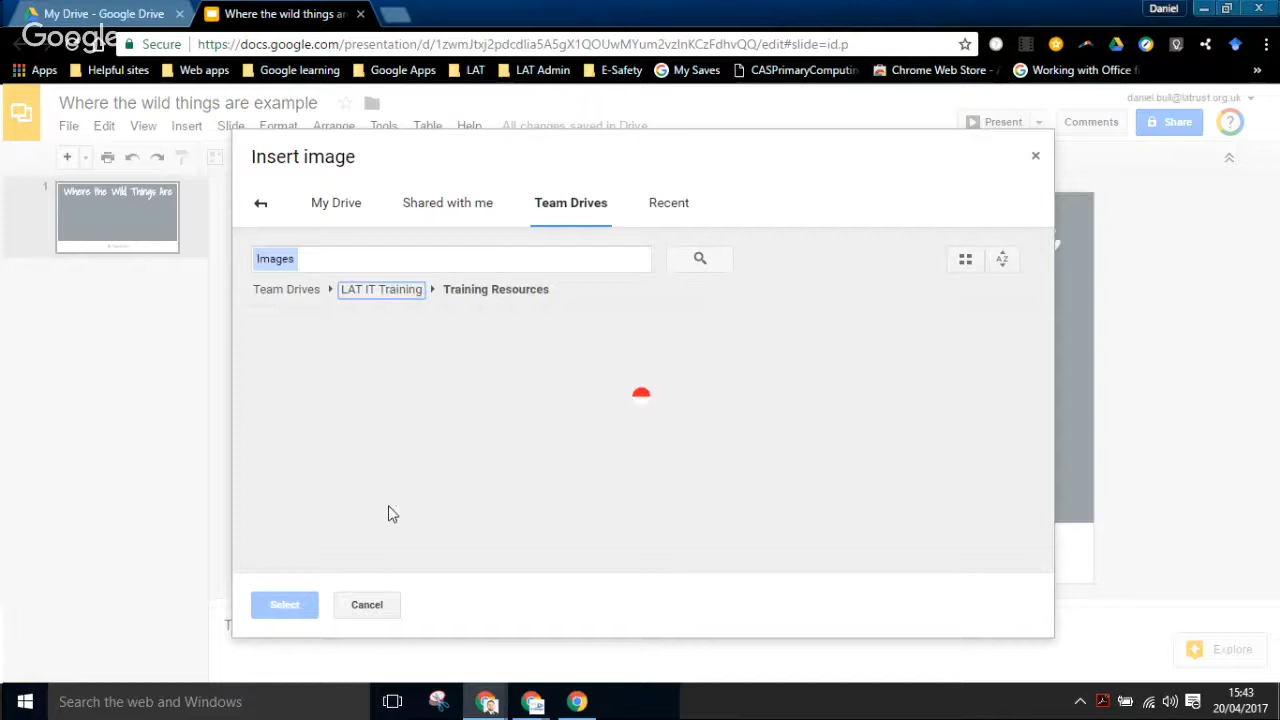 My Drive - Google Drive
Where the wild things are
Daniel
Google
Secure
https://docs.google.com/presentation/d/1zwmJtxj2pdcdlia5A5gX1QOUwMYum2vzlnKCzFdhvQQ/edit#slide=id.p
Apps
Helpful sites
Web apps
Google learning
Google Apps
LAT
LAT Admin
E-Safety
My Saves
CASPrimaryComputin
Chrome Web Store - A
Working with Office f
Where the wild things are example
daniel.bull@latrust.org.uk
File Edit View Insert Slide Format Arrange Tools Table Help All changes saved in Drive
Present
Comments
Share
Insert image
My Drive
Shared with me
Team Drives
Recent
1
Where the Wild Things Are
Images
Team Drives
LAT IT Training
Training Resources
Select
Cancel
Explore
Search the web and Windows
15:43
20/04/2017